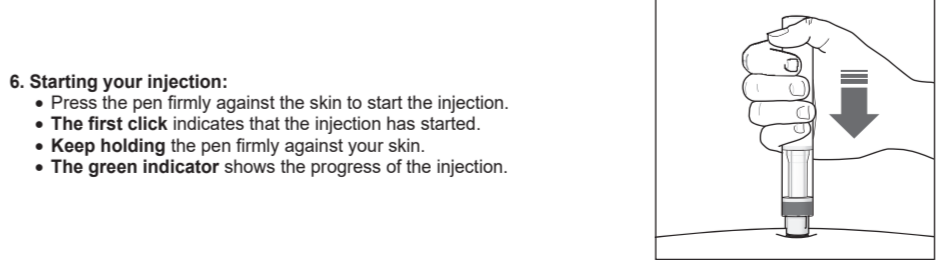 6. Starting your injection:
• Press the pen firmly against the skin to start the injection.
• The first click indicates that the injection has started.
• Keep holding the pen firmly against your skin.
• The green indicator shows the progress of the injection.